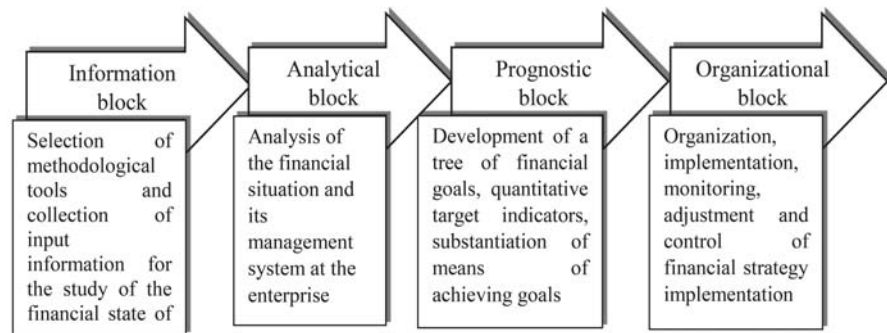 Information
block
Selection of
methodological
tools and
collection of
input
information for
the study of the
financial state of
Analytical
block
Analysis of
the financial
situation and
its
management
system at the
enterprise
Prognostic
block
Development of a
tree of financial
goals, quantitative
target indicators,
substantiation of
means of
achieving goals
Organizational
block
Organization,
implementation,
monitoring,
adjustment and
control of
financial strategy
implementation